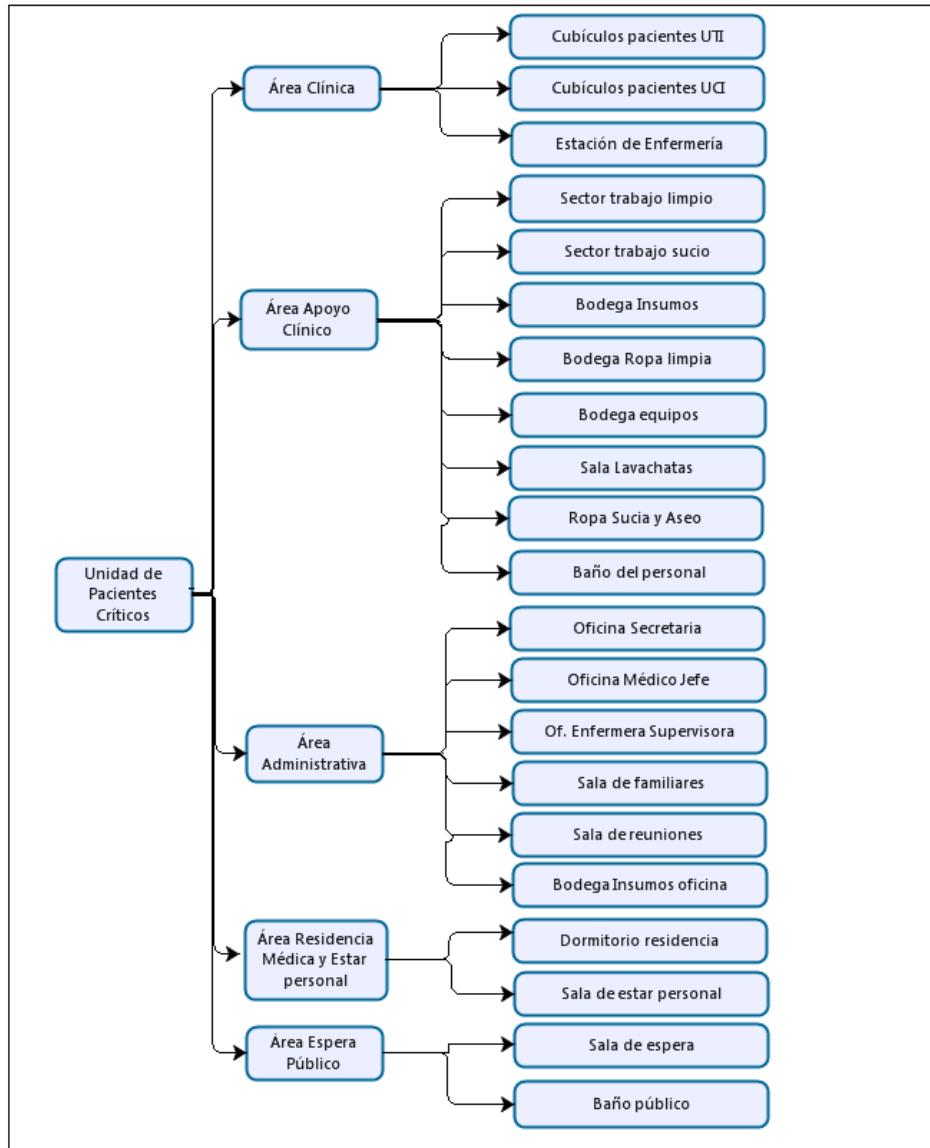 Unidad de
Pacientes
Críticos
Área Clínica
Cubículos pacientes UTI
Cubículos pacientes UCI
Estación de Enfermería
Área Apoyo
Clínico
Sector trabajo limpio
Sector trabajo sucio
Bodega Insumos
Bodega Ropa limpia
Bodega equipos
Sala Lavachatas
Ropa Sucia y Aseo
Baño del personal
Área
Administrativa
Oficina Secretaria
Oficina Médico Jefe
Of. Enfermera Supervisora
Sala de familiares
Sala de reuniones
Bodega Insumos oficina
Área Residencia
Médica y Estar
personal
Dormitorio residencia
Sala de estar personal
Área Espera
Público
Sala de espera
Baño público